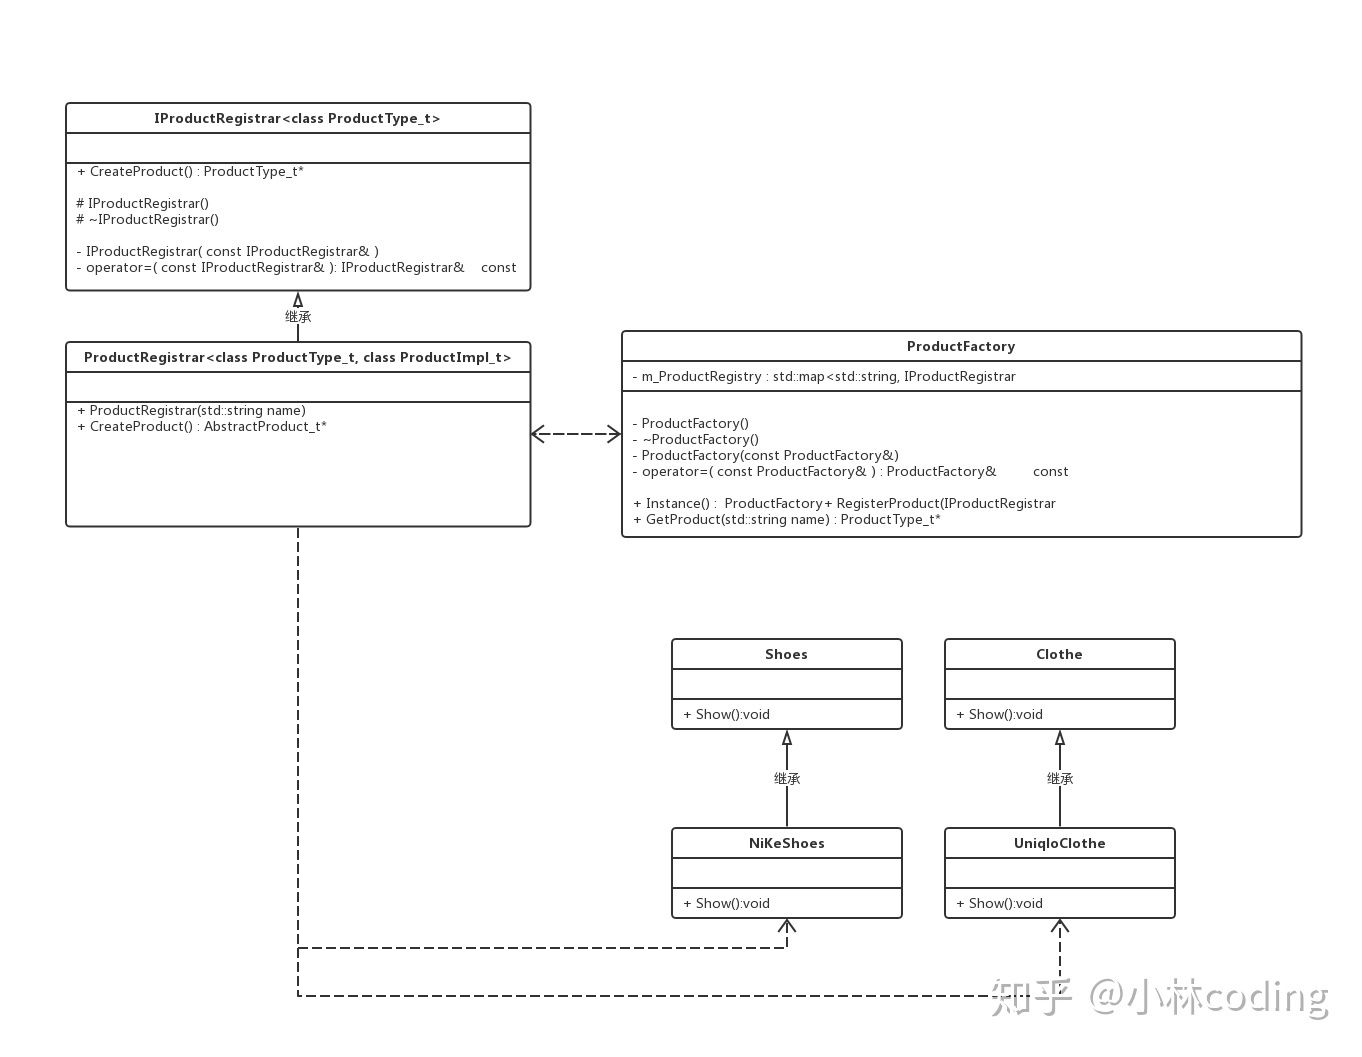 IProductRegistrar<class ProductType_t>
+ CreateProduct() : ProductType_t*
# IProductRegistrar()
# ~IProductRegistrar()
- IProductRegistrar( const IProductRegistrar& )
- operator=( const IProductRegistrar& ): IProductRegistrar& const
继承
ProductRegistrar<class ProductType_t, class ProductImpl_t>
+ ProductRegistrar(std::string name)
+ CreateProduct() : AbstractProduct_t*
ProductFactory
- m_ProductRegistry : std::map<std::string, IProductRegistrar
- ProductFactory()
- ~ProductFactory()
- ProductFactory(const ProductFactory&)
- operator=( const ProductFactory& ) : ProductFactory& const
+ Instance() : ProductFactory+ RegisterProduct(IProductRegistrar
+ GetProduct(std::string name) : ProductType_t*
Shoes
+ Show():void
继承
NiKeShoes
+ Show():void
Clothe
+ Show():void
继承
UniqloClothe
+ Show():void
知乎 @小林coding